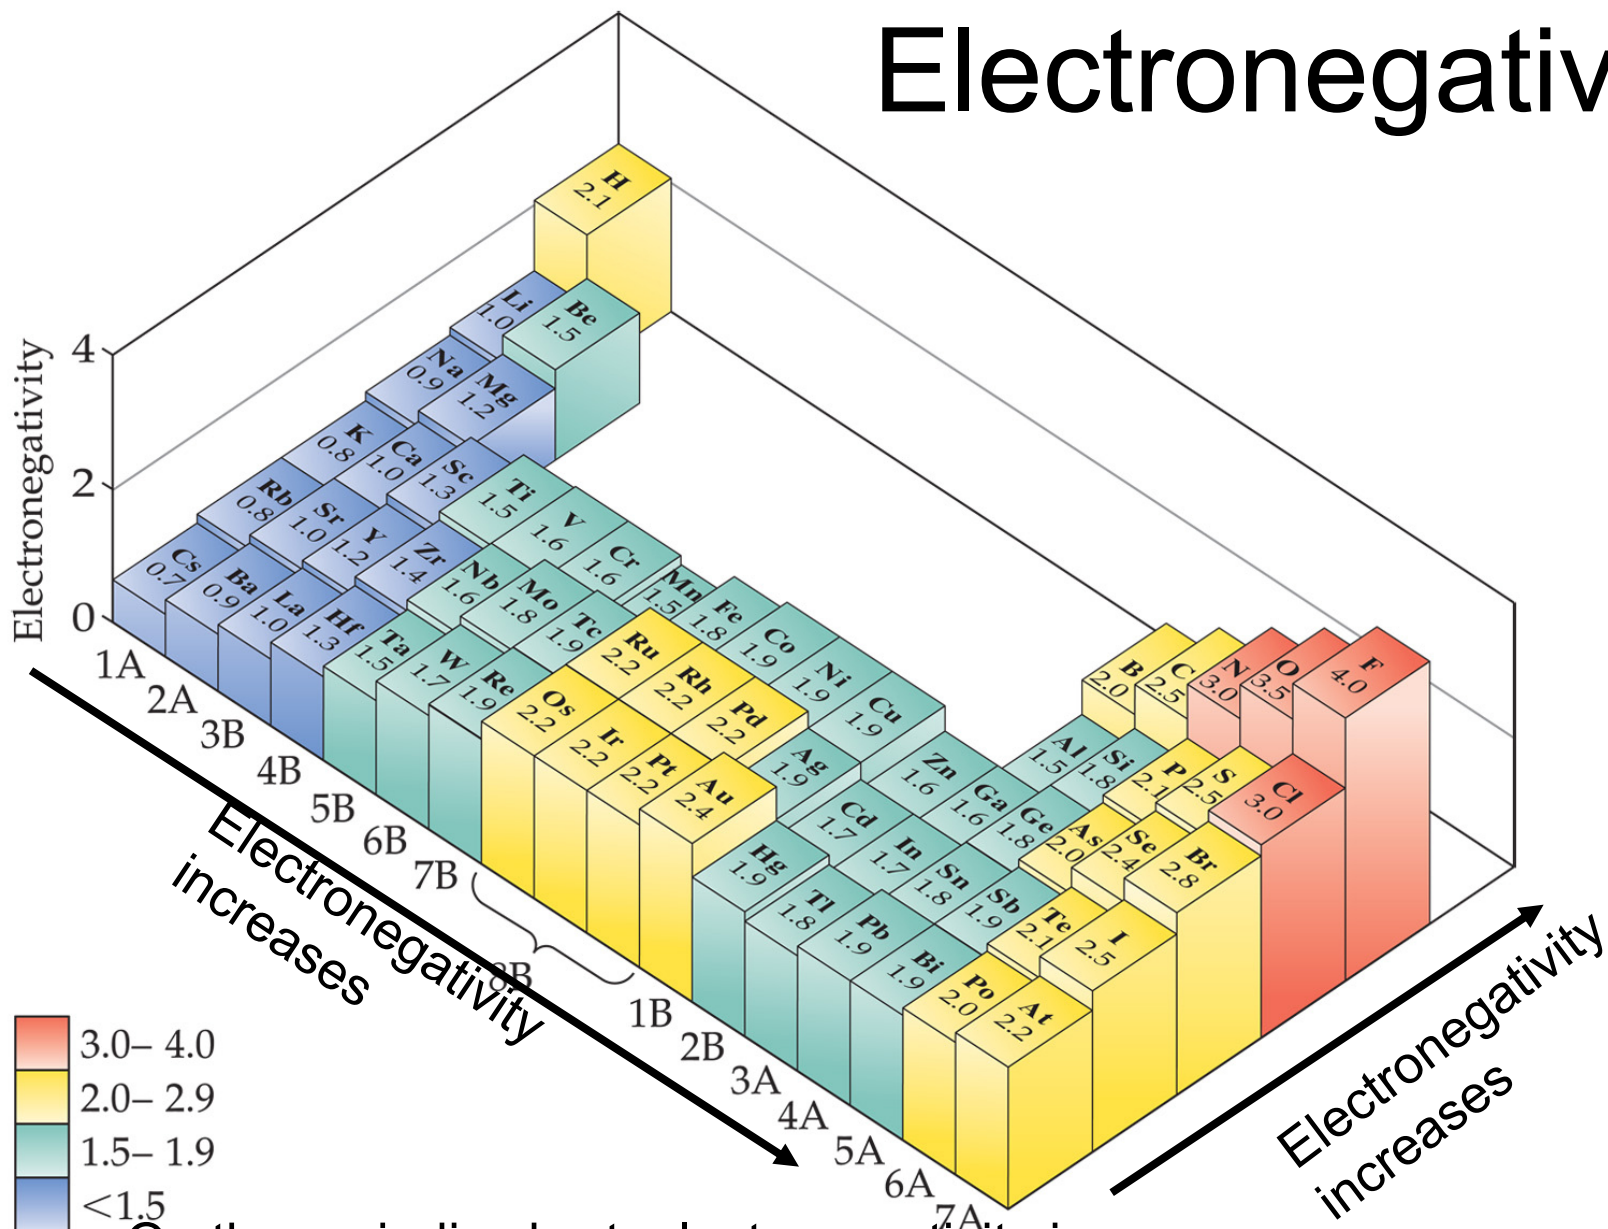 Electronegativ
Electronegativity
4
2
0
H
2.1
Li
1.0
Be
1.5
Na
0.9
Mg
1.2
K
0.8
Ca
1.0
Sc
1.3
Ti
1.5
V
1.6
Cr
1.6
Mn
1.5
Fe
1.8
Co
1.9
Ni
1.9
Cu
1.9
Zn
1.6
Ga
1.6
Ge
1.8
As
2.0
Se
2.4
Br
2.8
Rb
0.8
Sr
1.0
Y
1.2
Zr
1.4
Nb
1.6
Mo
1.8
Tc
1.9
Ru
2.2
Rh
2.2
Pd
2.2
Ag
1.9
Cd
1.7
In
1.7
Sn
1.8
Sb
1.9
Te
2.1
I
2.5
Cs
0.7
Ba
0.9
La
1.0
Hf
1.3
Ta
1.5
W
1.7
Re
1.9
Os
2.2
Ir
2.2
Pt
2.2
Au
2.4
Hg
1.9
Tl
1.8
Pb
1.9
Bi
1.9
Po
2.0
At
2.2
B
2.0
C
2.5
N
3.0
O
3.5
F
4.0
Al
1.5
Si
1.8
P
2.1
S
2.5
Cl
3.0
1A
2A
3B
4B
5B
6B
7B
8B
1B
2B
3A
4A
5A
6A
7A
Electronegativity
increases
Electronegativity
increases
3.0– 4.0
2.0– 2.9
1.5– 1.9
<1.5